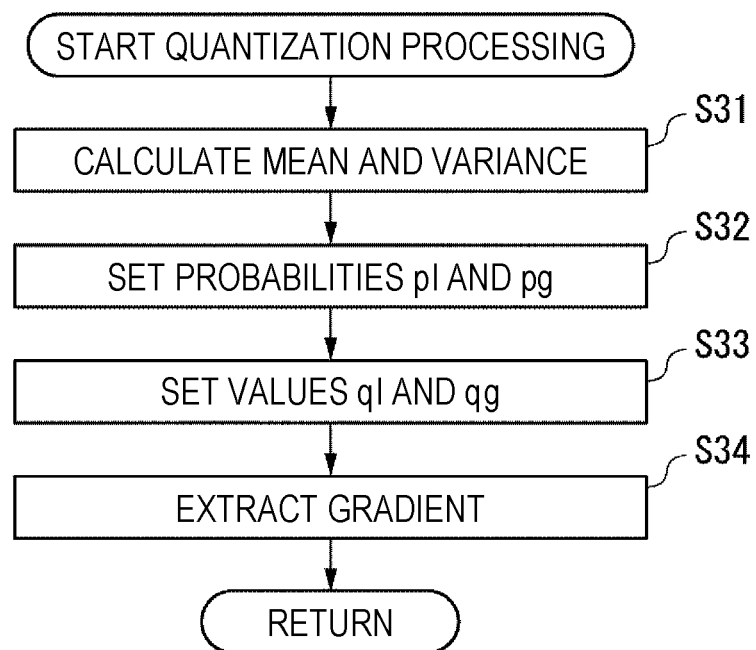 START QUANTIZATION PROCESSING
S31
CALCULATE MEAN AND VARIANCE
S32
SET PROBABILITIES pl AND pg
S33
SET VALUES ql AND qg
S34
EXTRACT GRADIENT
RETURN